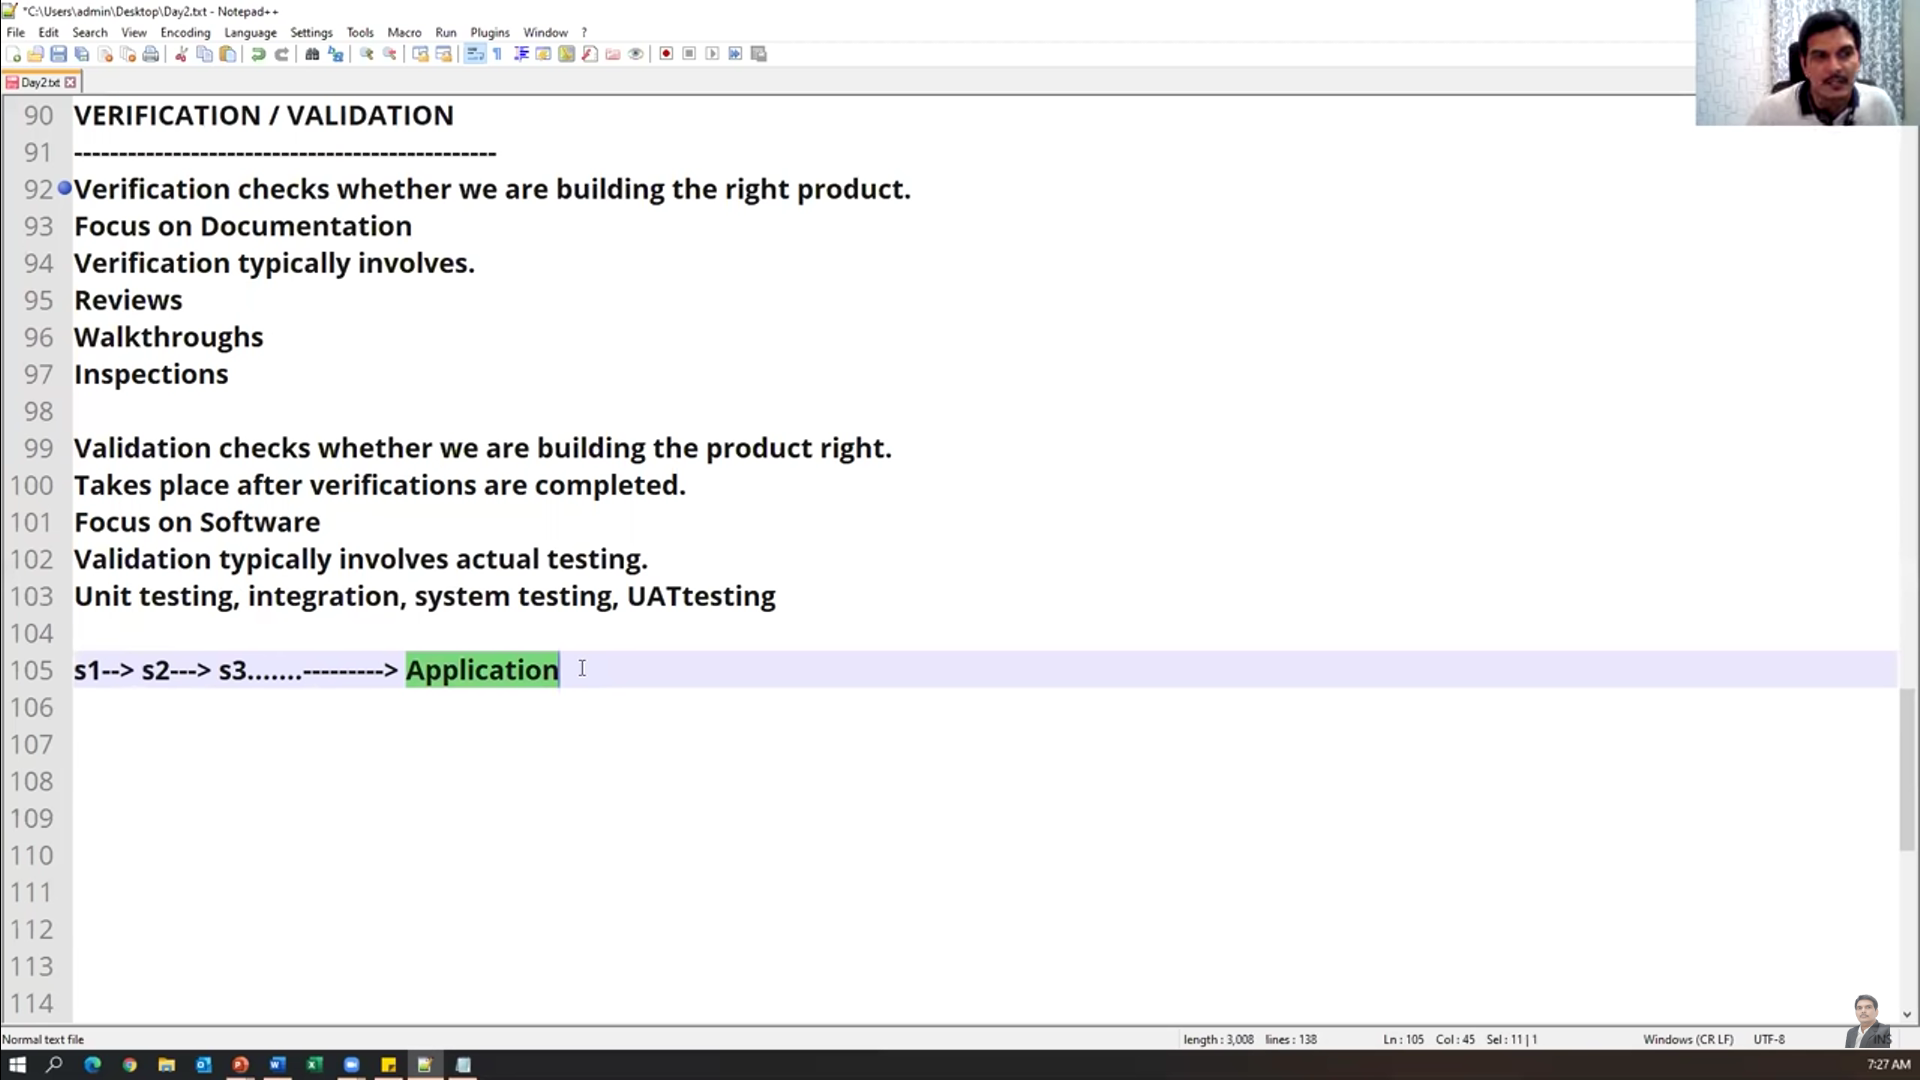 *C:\Users\admin\Desktop\Day2.txt - Notepad++
File Edit Search View Encoding Language Settings Tools Macro Run Plugins Window ?
Day2.txt
90 VERIFICATION / VALIDATION
91 -----------------------------------------------
92 Verification checks whether we are building the right product.
93 Focus on Documentation
94 Verification typically involves.
95 Reviews
96 Walkthroughs
97 Inspections
98
99 Validation checks whether we are building the product right.
100 Takes place after verifications are completed.
101 Focus on Software
102 Validation typically involves actual testing.
103 Unit testing, integration, system testing, UATtesting
104
105 s1--> s2---> s3.......---------> Application
106
107
108
109
110
111
112
113
114
Normal text file length : 3,008 lines : 138 Ln : 105 Col : 45 Sel : 11 | 1 Windows (CR LF) UTF-8 INS
7:27 AM